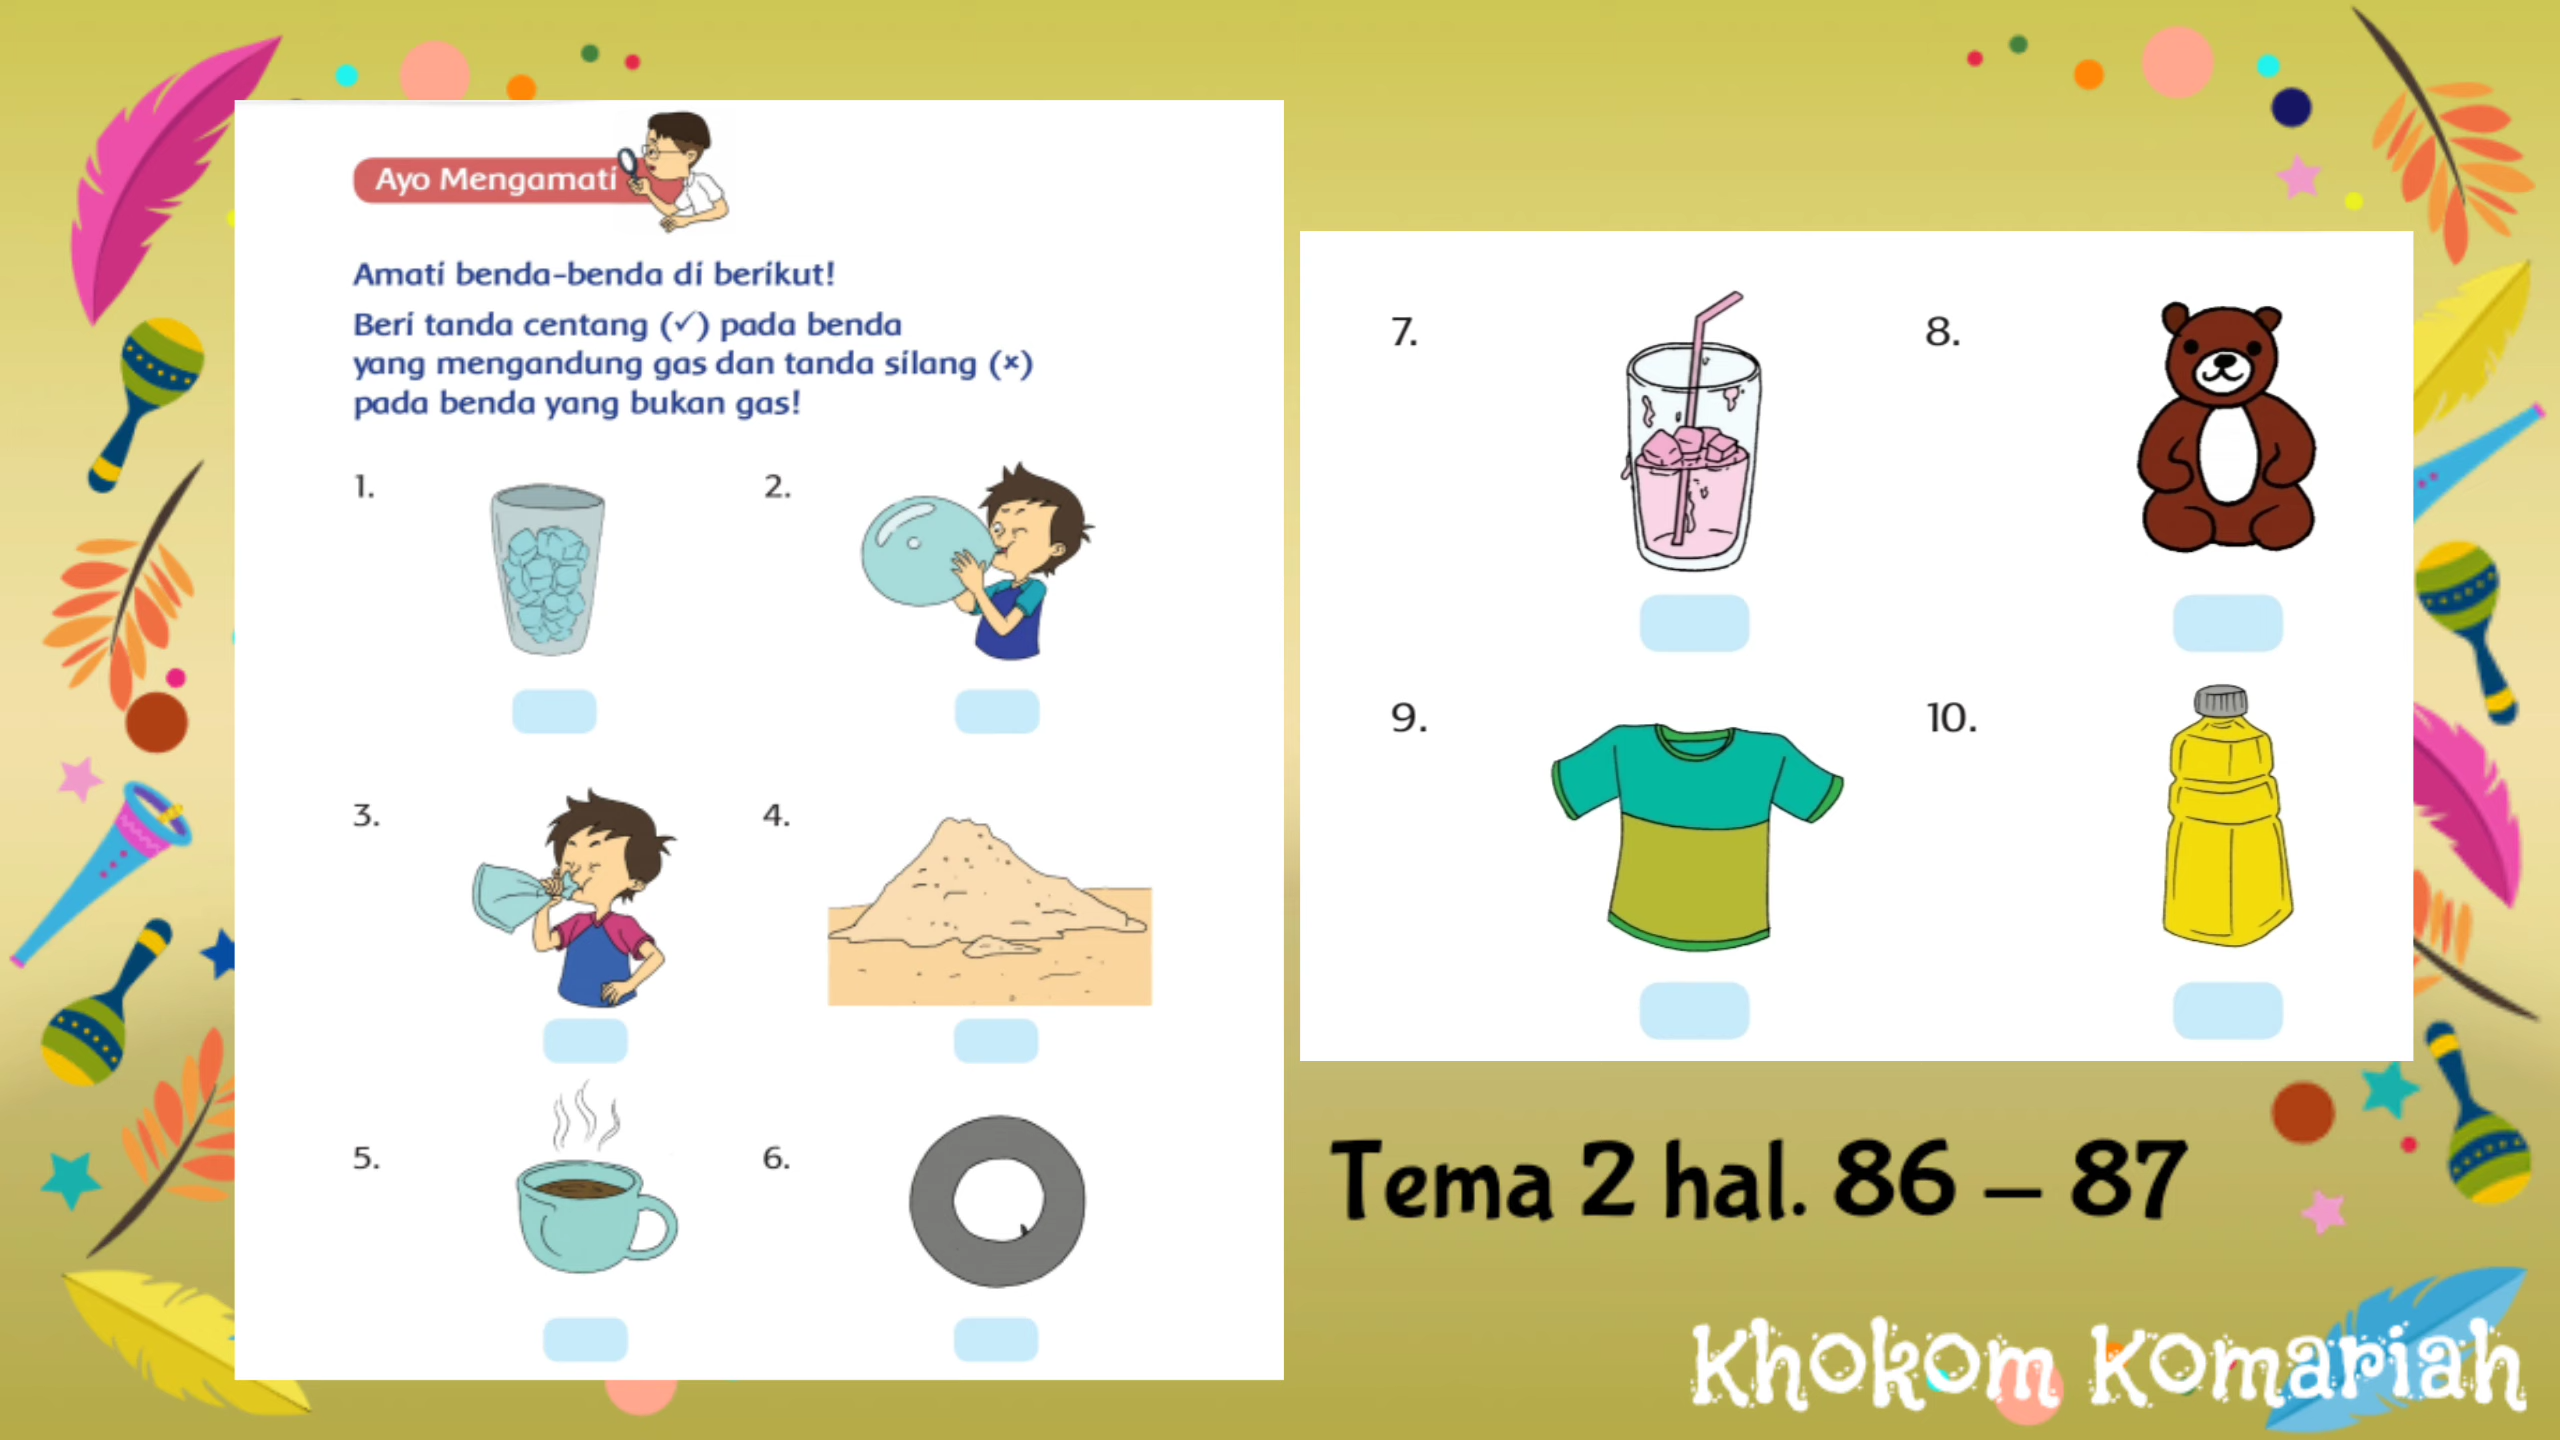 Ayo Mengamati
Amati benda-benda di berikut!
Beri tanda centang (✓) pada benda
yang mengandung gas dan tanda silang (×)
pada benda yang bukan gas!
1.
2.
3.
4.
5.
6.
7.
8.
9.
10.
Tema 2 hal. 86 – 87
Khokom Komariah